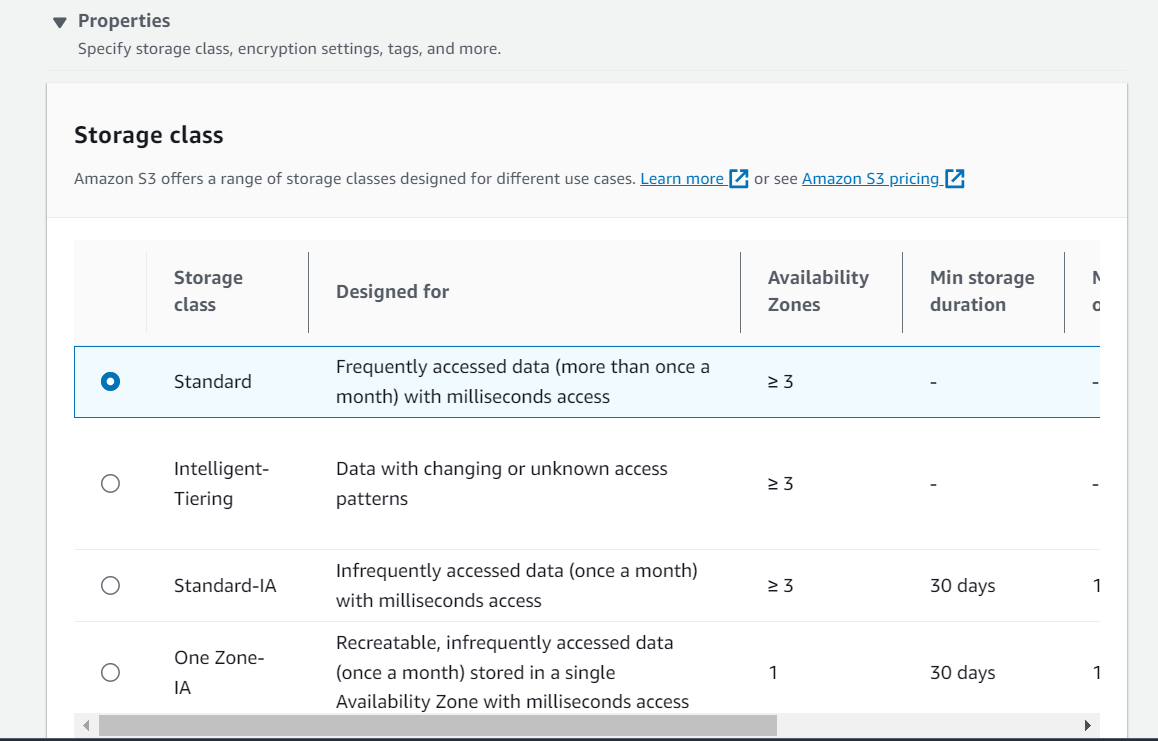 Properties
Specify storage class, encryption settings, tags, and more.
Storage class
Amazon S3 offers a range of storage classes designed for different use cases. Learn more or see Amazon S3 pricing
Storage
class
Designed for
Availability
Zones
Min storage
duration
Standard
Frequently accessed data (more than once a
month) with milliseconds access
≥ 3
-
-
Intelligent-
Tiering
Data with changing or unknown access
patterns
≥ 3
-
-
Standard-IA
Infrequently accessed data (once a month)
with milliseconds access
≥ 3
30 days
1
One Zone-
IA
Recreatable, infrequently accessed data
(once a month) stored in a single
Availability Zone with milliseconds access
1
30 days
1